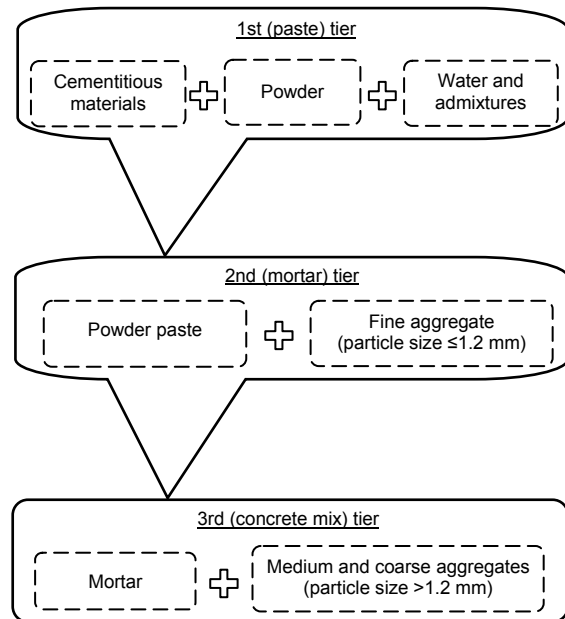 1st (paste) tier
Cementitious
materials
Powder
Water and
admixtures
2nd (mortar) tier
Powder paste
Fine aggregate
(particle size ≤1.2 mm)
3rd (concrete mix) tier
Mortar
Medium and coarse aggregates
(particle size >1.2 mm)